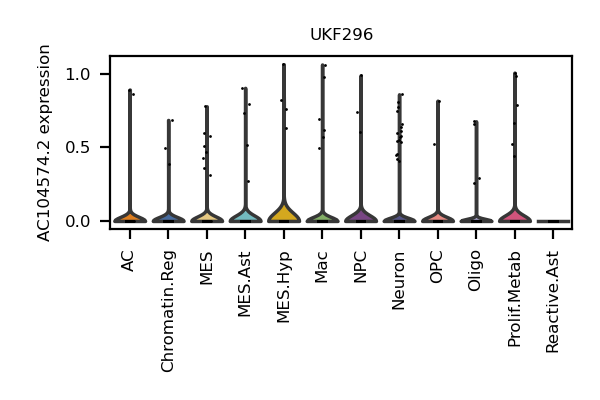 UKF296
AC104574.2 expression
1.0
0.5
0.0
AC
Chromatin.Reg
MES
MES.Ast
MES.Hyp
Mac
NPC
Neuron
OPC
Oligo
Prolif.Metab
Reactive.Ast